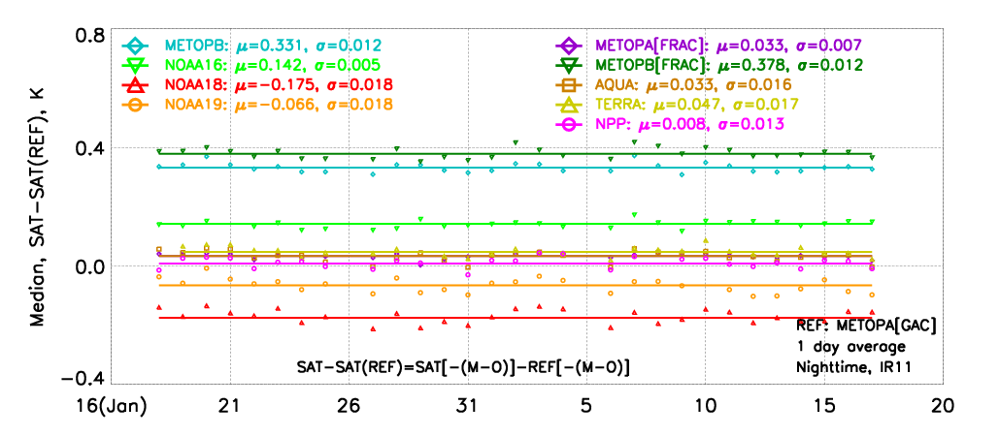 0.8
METOPB: μ=0.331, σ=0.012
NOAA16: μ=0.142, σ=0.005
NOAA18: μ=−0.175, σ=0.018
NOAA19: μ=−0.066, σ=0.018
METOPA[FRAC]: μ=0.033, σ=0.007
METOPB[FRAC]: μ=0.378, σ=0.012
AQUA: μ=0.033, σ=0.016
TERRA: μ=0.047, σ=0.017
NPP: μ=0.008, σ=0.013
Median, SAT−SAT(REF), K
0.4
0.0
−0.4
REF: METOPA[GAC]
1 day average
Nighttime, IR11
SAT−SAT(REF)=SAT[−(M−O)]−REF[−(M−O)]
16(Jan) 21 26 31 5 10 15 20